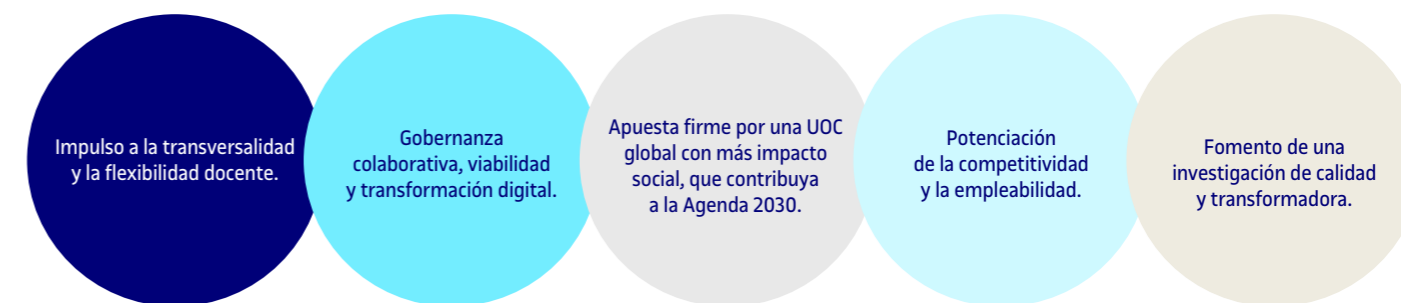 Impulso a la transversalidad
y la flexibilidad docente.
Gobernanza
colaborativa, viabilidad
y transformación digital.
Apuesta firme por una UOC
global con más impacto
social, que contribuya
a la Agenda 2030.
Potenciación
de la competitividad
y la empleabilidad.
Fomento de una
investigación de calidad
y transformadora.